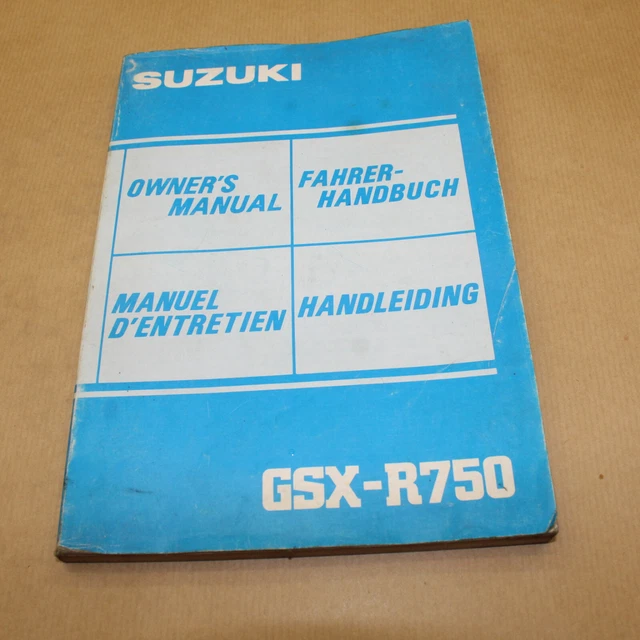 SUZUKI
OWNER'S
MANUAL
FAHRER-
HANDBUCH
MANUEL
D'ENTRETIEN
HANDLEIDING
GSX-R750